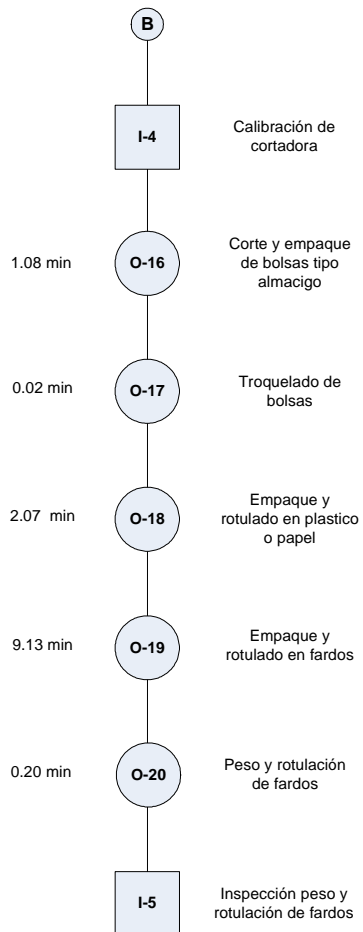 B
I-4
Calibración de
cortadora
1.08 min
O-16
Corte y empaque
de bolsas tipo
almacigo
0.02 min
O-17
Troquelado de
bolsas
2.07 min
O-18
Empaque y
rotulado en plastico
o papel
9.13 min
O-19
Empaque y
rotulado en fardos
0.20 min
O-20
Peso y rotulación
de fardos
I-5
Inspección peso y
rotulación de fardos